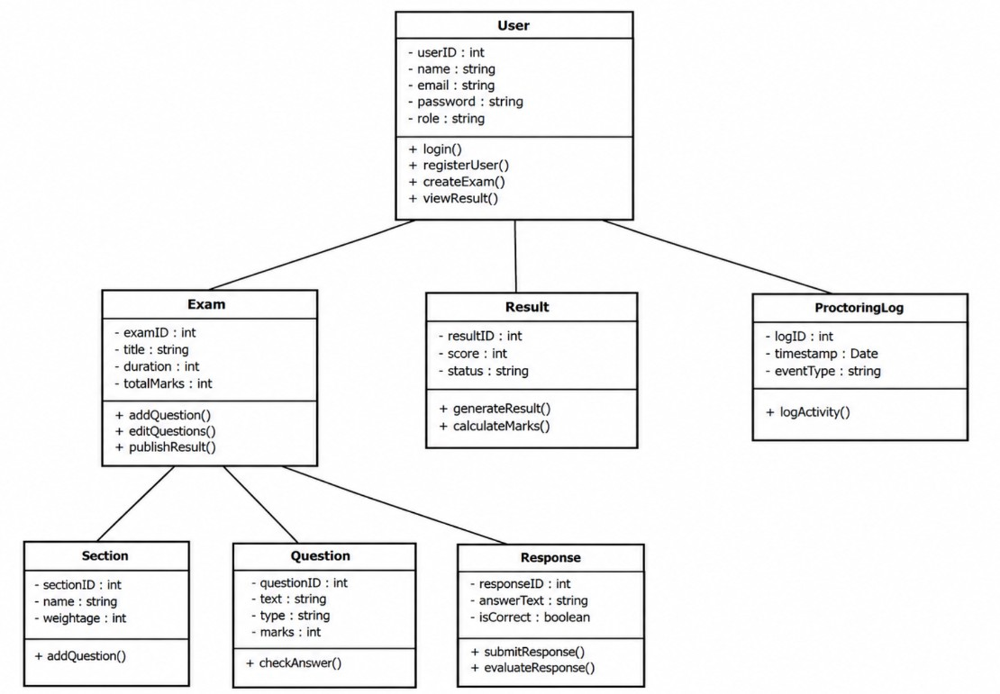 User
- userID : int
- name : string
- email : string
- password : string
- role : string
+ login()
+ registerUser()
+ createExam()
+ viewResult()
Exam
- examID : int
- title : string
- duration : int
- totalMarks : int
+ addQuestion()
+ editQuestions()
+ publishResult()
Result
- resultID : int
- score : int
- status : string
+ generateResult()
+ calculateMarks()
ProctoringLog
- logID : int
- timestamp : Date
- eventType : string
+ logActivity()
Section
- sectionID : int
- name : string
- weightage : int
+ addQuestion()
Question
- questionID : int
- text : string
- type : string
- marks : int
+ checkAnswer()
Response
- responseID : int
- answerText : string
- isCorrect : boolean
+ submitResponse()
+ evaluateResponse()